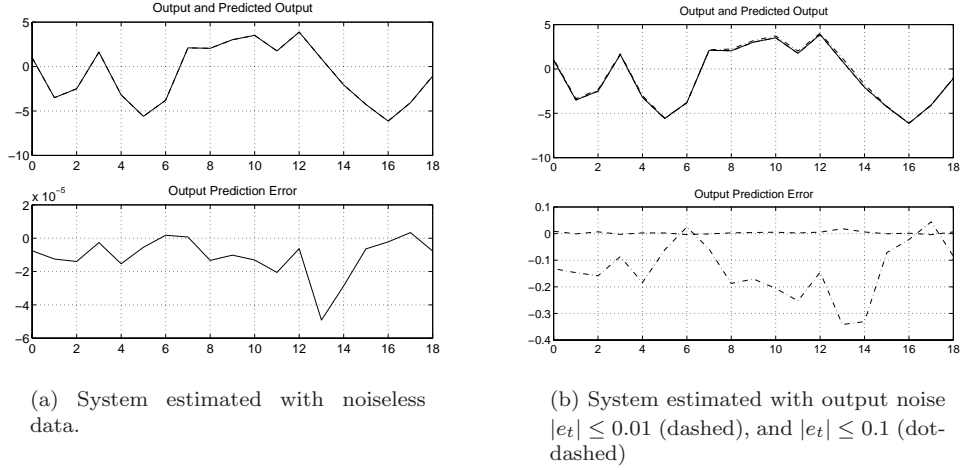 Output and Predicted Output
5
0
−5
−10
0 2 4 6 8 10 12 14 16 18
x 10⁻⁵
Output Prediction Error
2
0
−2
−4
−6
0 2 4 6 8 10 12 14 16 18
(a) System estimated with noiseless
data.
Output and Predicted Output
5
0
−5
−10
0 2 4 6 8 10 12 14 16 18
Output Prediction Error
0.1
0
−0.1
−0.2
−0.3
−0.4
0 2 4 6 8 10 12 14 16 18
(b) System estimated with output noise
|eₜ| ≤ 0.01 (dashed), and |eₜ| ≤ 0.1 (dot-
dashed)